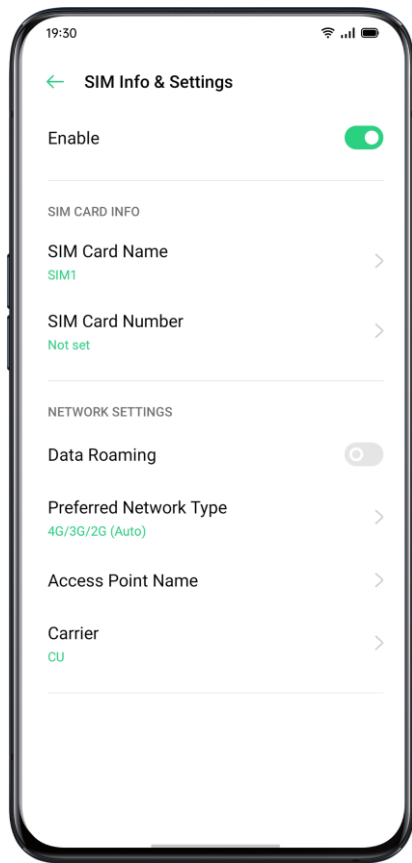 19:30
SIM Info & Settings
Enable
SIM CARD INFO
SIM Card Name
SIM1
SIM Card Number
Not set
NETWORK SETTINGS
Data Roaming
Preferred Network Type
4G/3G/2G (Auto)
Access Point Name
Carrier
CU